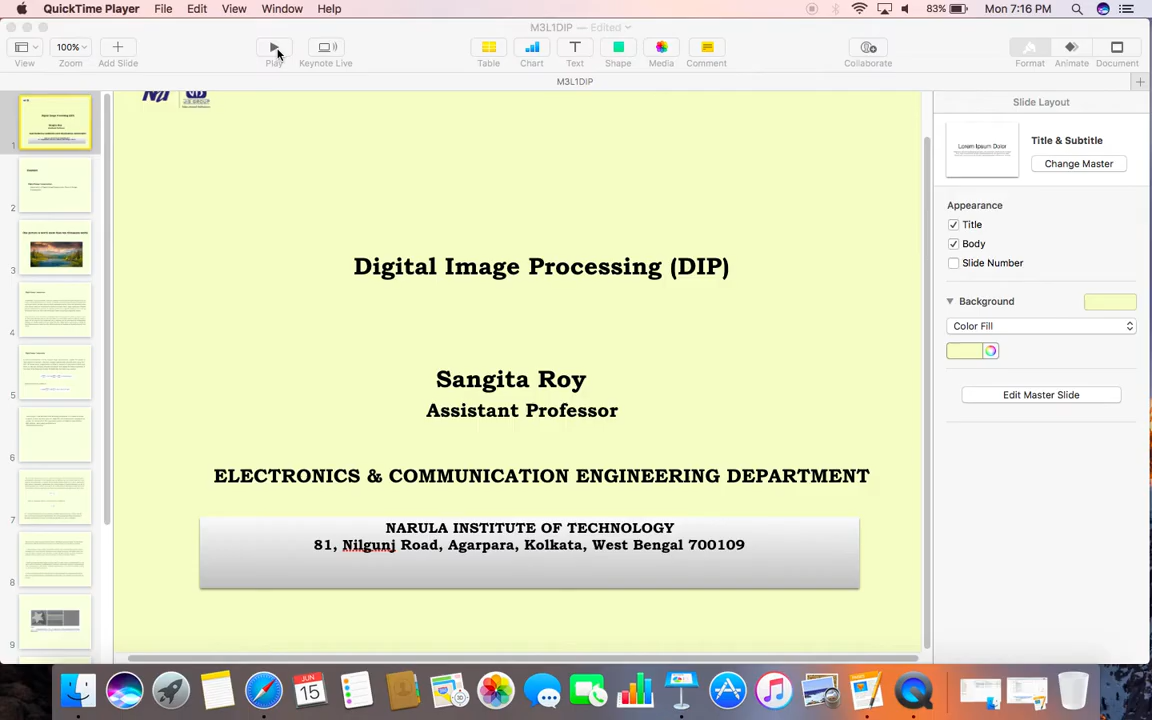 QuickTime Player File Edit View Window Help 83% Mon 7:16 PM
M3L1DIP — Edited
100%
View Zoom Add Slide Play Keynote Live Table Chart Text Shape Media Comment Collaborate Format Animate Document
M3L1DIP
Slide Layout
Lorem Ipsum Dolor
Title & Subtitle
Change Master
Appearance
Title
Body
Slide Number
Background
Color Fill
Edit Master Slide
1
2
3
4
5
6
7
8
9
Digital Image Processing (DIP)
Sangita Roy
Assistant Professor
ELECTRONICS & COMMUNICATION ENGINEERING DEPARTMENT
NARULA INSTITUTE OF TECHNOLOGY
81, Nilgunj Road, Agarpara, Kolkata, West Bengal 700109
JUN
15